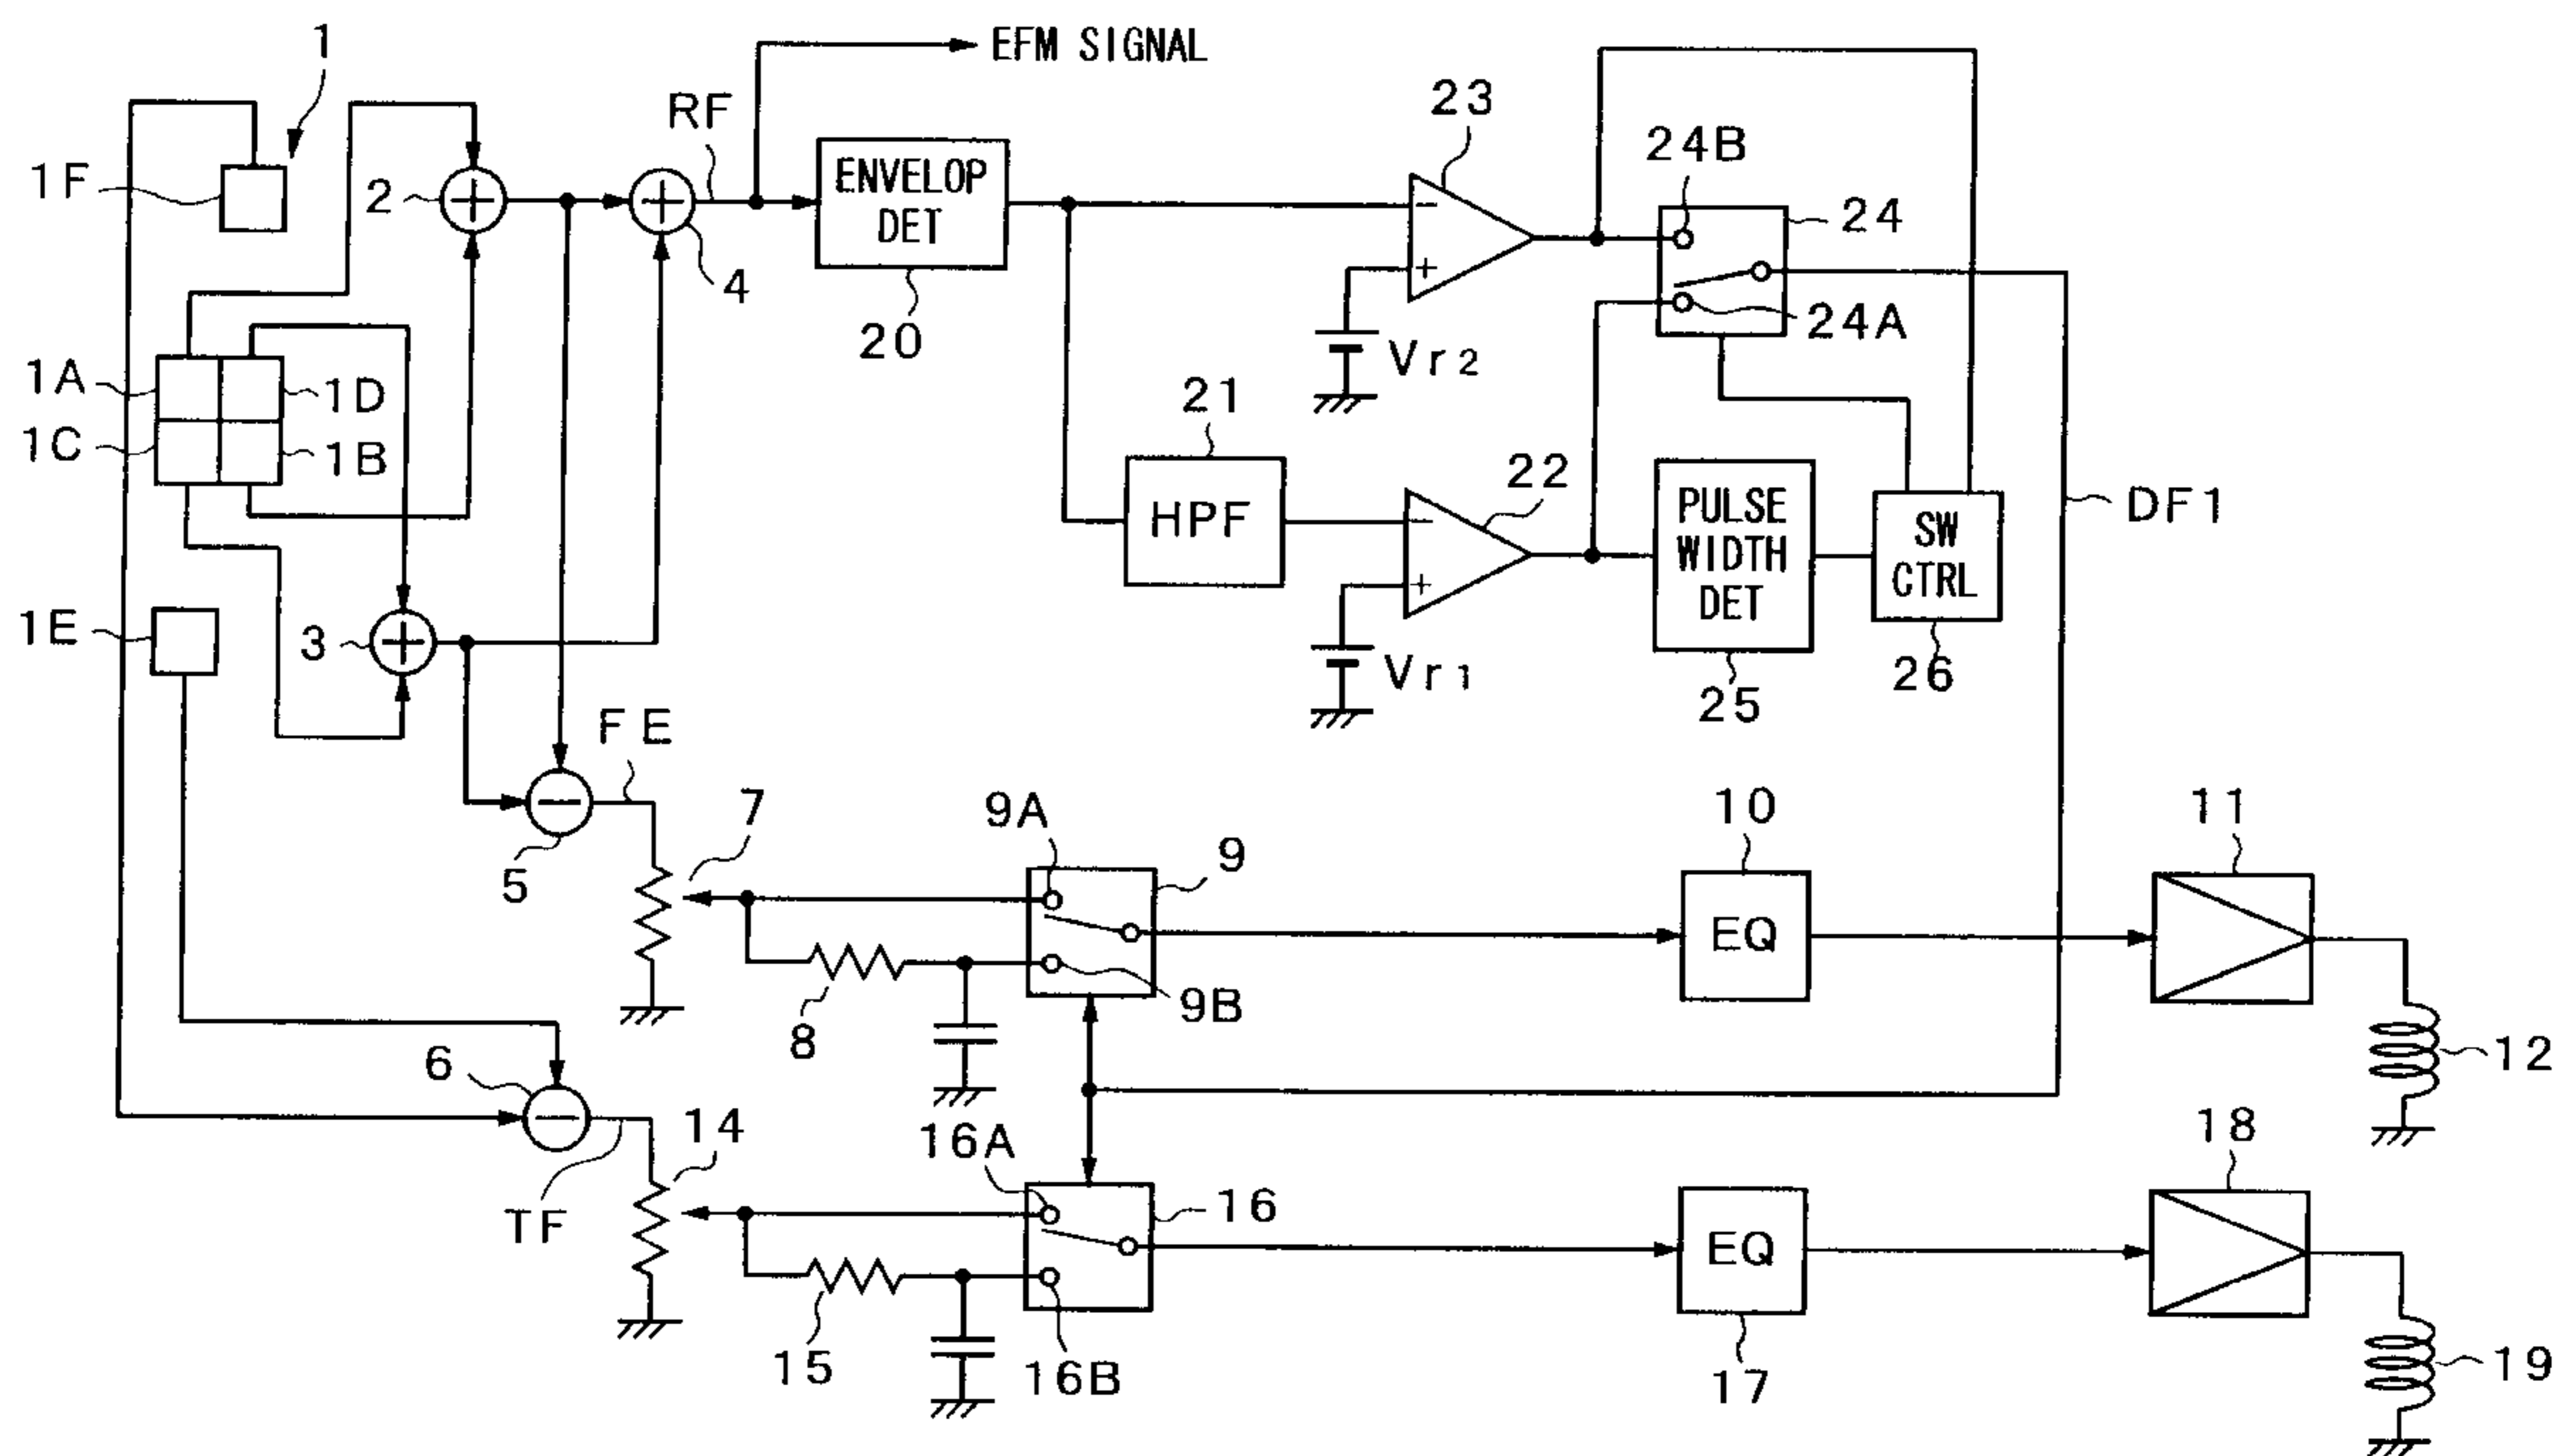 1
EFM SIGNAL
RF
23
24B
1F
2
ENVELOP
DET
24
4
20
24A
Vr2
1A
1D
21
1C
1B
22
HPF
PULSE
WIDTH
DET
SW
CTRL
DF1
1E
3
Vr1
25
26
FE
7
9A
9
10
11
5
EQ
8
9B
12
6
14
16A
16
18
TF
EQ
15
16B
17
19
− 
+
−
+
+
+
+
−
−